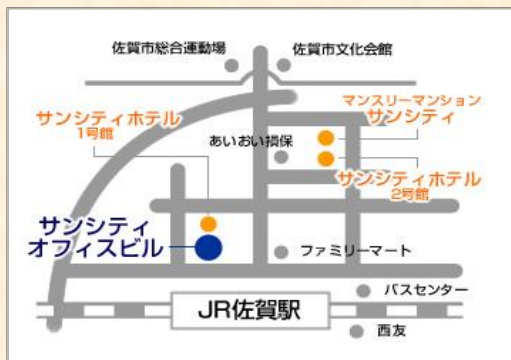 佐賀市総合運動場
佐賀市文化会館
マンスリーマンション
サンシティ
サンシティホテル
1号館
あいおい損保
サンシティホテル
2号館
サンシティ
オフィスビル
ファミリーマート
バスセンター
JR佐賀駅
西友